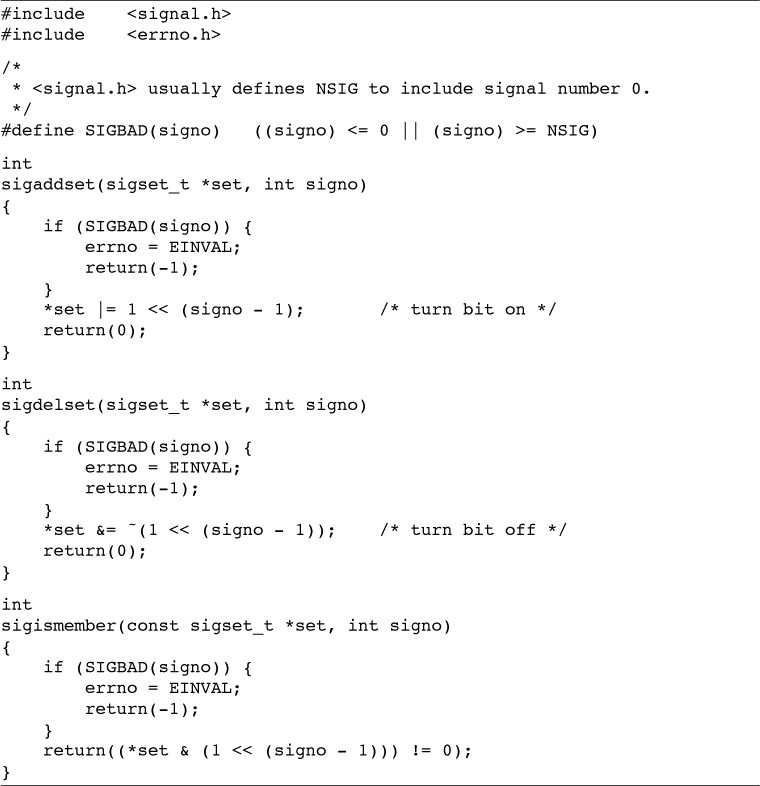 #include    <signal.h>
#include    <errno.h>
/*
 * <signal.h> usually defines NSIG to include signal number 0.
 */
#define SIGBAD(signo)   ((signo) <= 0 || (signo) >= NSIG)
int
sigaddset(sigset_t *set, int signo)
{
    if (SIGBAD(signo)) {
        errno = EINVAL;
        return(-1);
    }
    *set |= 1 << (signo - 1);       /* turn bit on */
    return(0);
}
int
sigdelset(sigset_t *set, int signo)
{
    if (SIGBAD(signo)) {
        errno = EINVAL;
        return(-1);
    }
    *set &= ~(1 << (signo - 1));    /* turn bit off */
    return(0);
}
int
sigismember(const sigset_t *set, int signo)
{
    if (SIGBAD(signo)) {
        errno = EINVAL;
        return(-1);
    }
    return((*set & (1 << (signo - 1))) != 0);
}